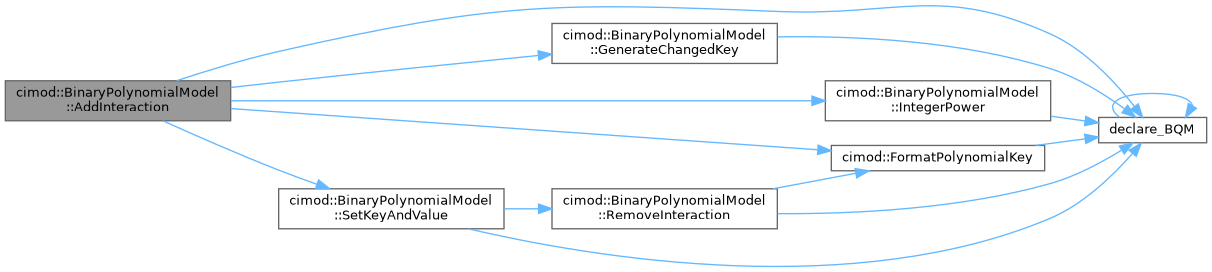 cimod::BinaryPolynomialModel
::AddInteraction
cimod::BinaryPolynomialModel
::GenerateChangedKey
cimod::BinaryPolynomialModel
::IntegerPower
declare_BQM
cimod::FormatPolynomialKey
cimod::BinaryPolynomialModel
::SetKeyAndValue
cimod::BinaryPolynomialModel
::RemoveInteraction